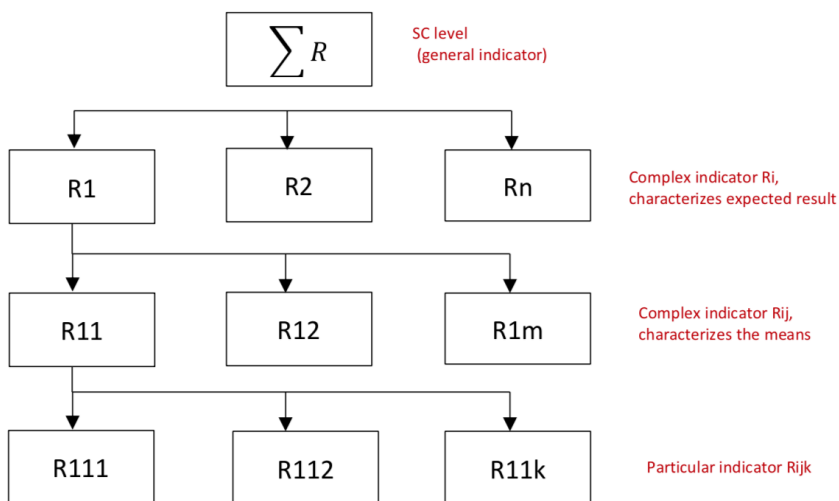 ∑ R
SC level
(general indicator)
R1
R2
Rn
Complex indicator Ri,
characterizes expected result
R11
R12
R1m
Complex indicator Rij,
characterizes the means
R111
R112
R11k
Particular indicator Rijk